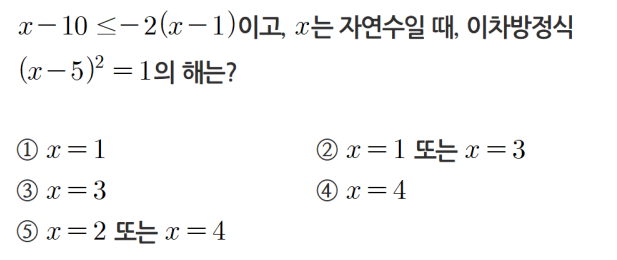 x − 10 ≤ −2(x − 1)이고, x는 자연수일 때, 이차방정식
(x − 5)² = 1의 해는?
① x = 1 ② x = 1 또는 x = 3
③ x = 3 ④ x = 4
⑤ x = 2 또는 x = 4